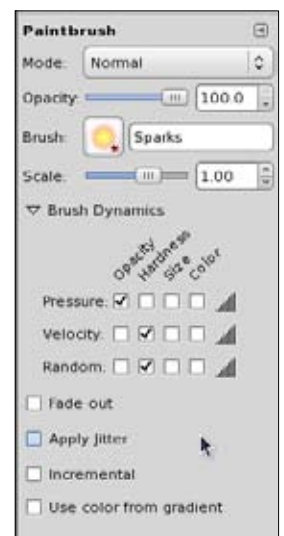 Paintbrush
Mode: Normal
Opacity: 100.0
Brush: Sparks
Scale: 1.00
Brush Dynamics
Opacity Hardness Size Color
Pressure:
Velocity:
Random:
Fade out
Apply Jitter
Incremental
Use color from gradient